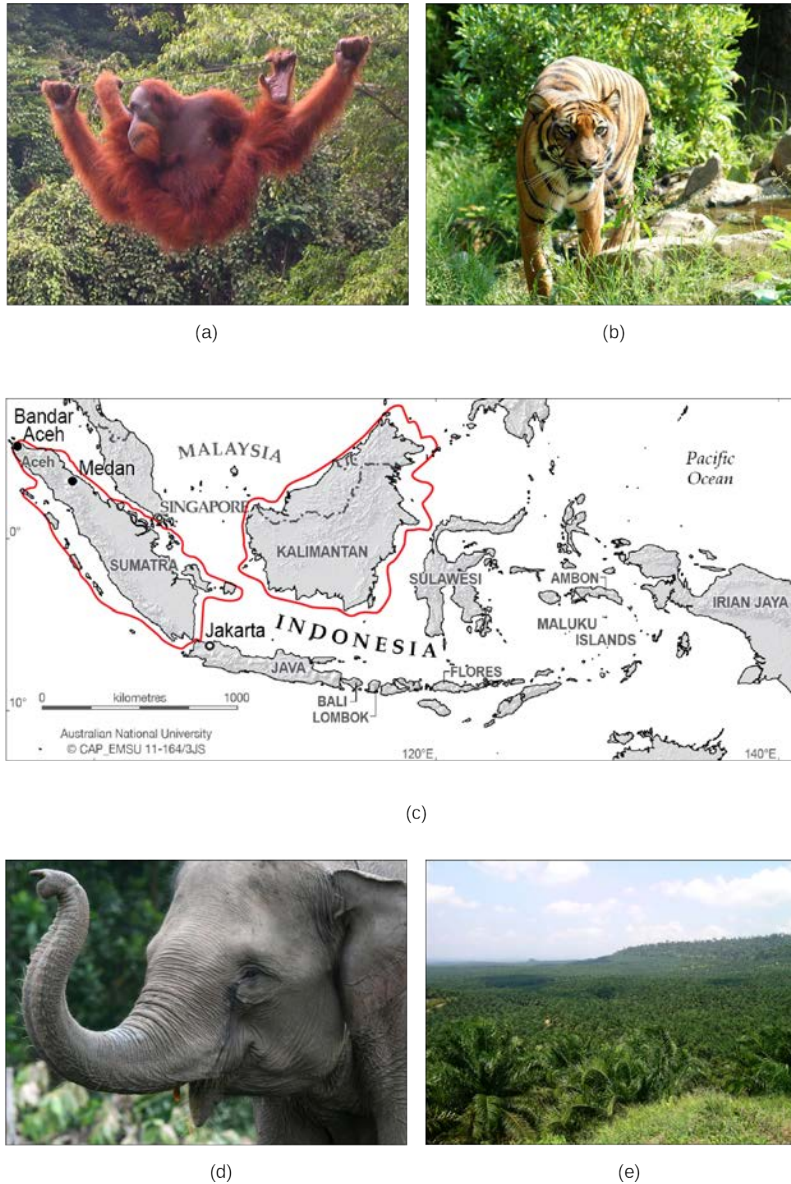 (a)
(b)
Bandar
Aceh
Aceh
Medan
MALAYSIA
SINGAPORE
Pacific
Ocean
0°
SUMATRA
KALIMANTAN
SULAWESI
AMBON
IRIAN JAYA
MALUKU
ISLANDS
INDONESIA
Jakarta
JAVA
FLORES
0 kilometres 1000
BALI
LOMBOK
10°
Australian National University
© CAP_EMSU 11-164/3JS
120°E
140°E
(c)
(d)
(e)